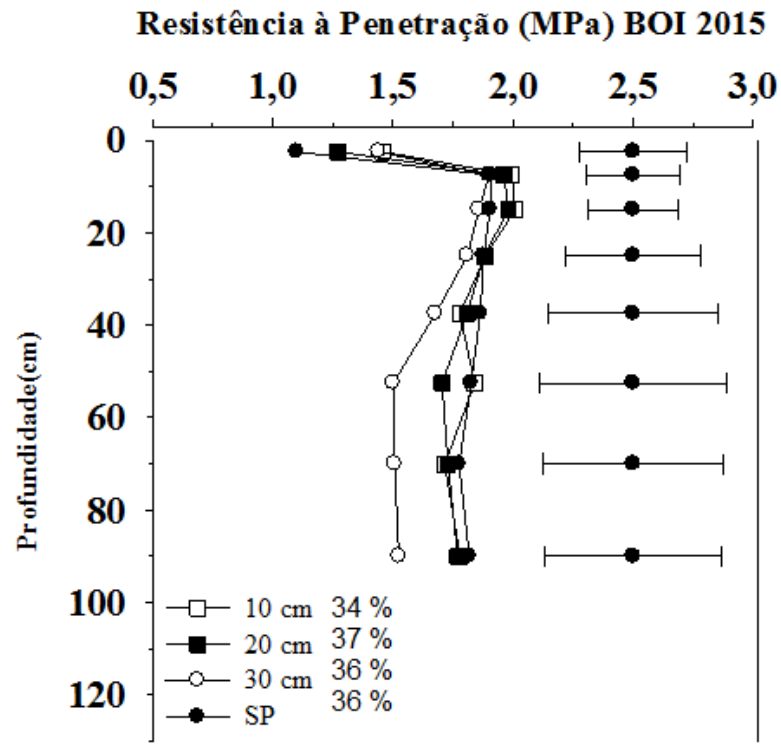 Resistência à Penetração (MPa) BOI 2015
0,5 1,0 1,5 2,0 2,5 3,0
Profundidade(cm)
0
20
40
60
80
100
120
10 cm 34 %
20 cm 37 %
30 cm 36 %
SP 36 %